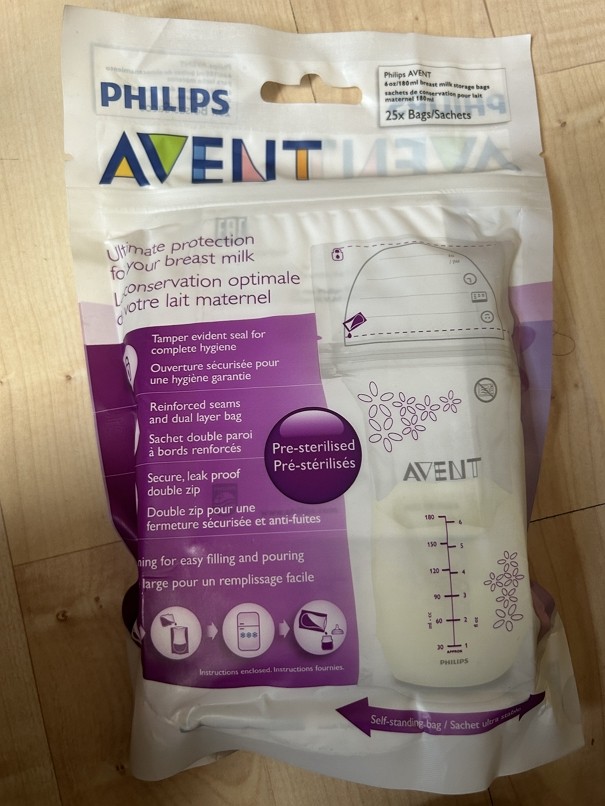 PHILIPS
AVENT
Philips AVENT
6 oz/180ml breast milk storage bags
sachets de conservation pour lait
maternel 180ml
25x Bags/Sachets
Ultimate protection
for your breast milk
conservation optimale
votre lait maternel
Tamper evident seal for
complete hygiene
Ouverture sécurisée pour
une hygiène garantie
Reinforced seams
and dual layer bag
Sachet double paroi
à bords renforcés
Secure, leak proof
double zip
Double zip pour une
fermeture sécurisée et anti-fuites
for easy filling and pouring
large pour un remplissage facile
Instructions enclosed. Instructions fournies.
Pre-sterilised
Pré-stérilisés
AVENT
180 6
150 5
120 4
90 3
60 2
30 1
APPROX
PHILIPS
Self-standing bag / Sachet ultra stable